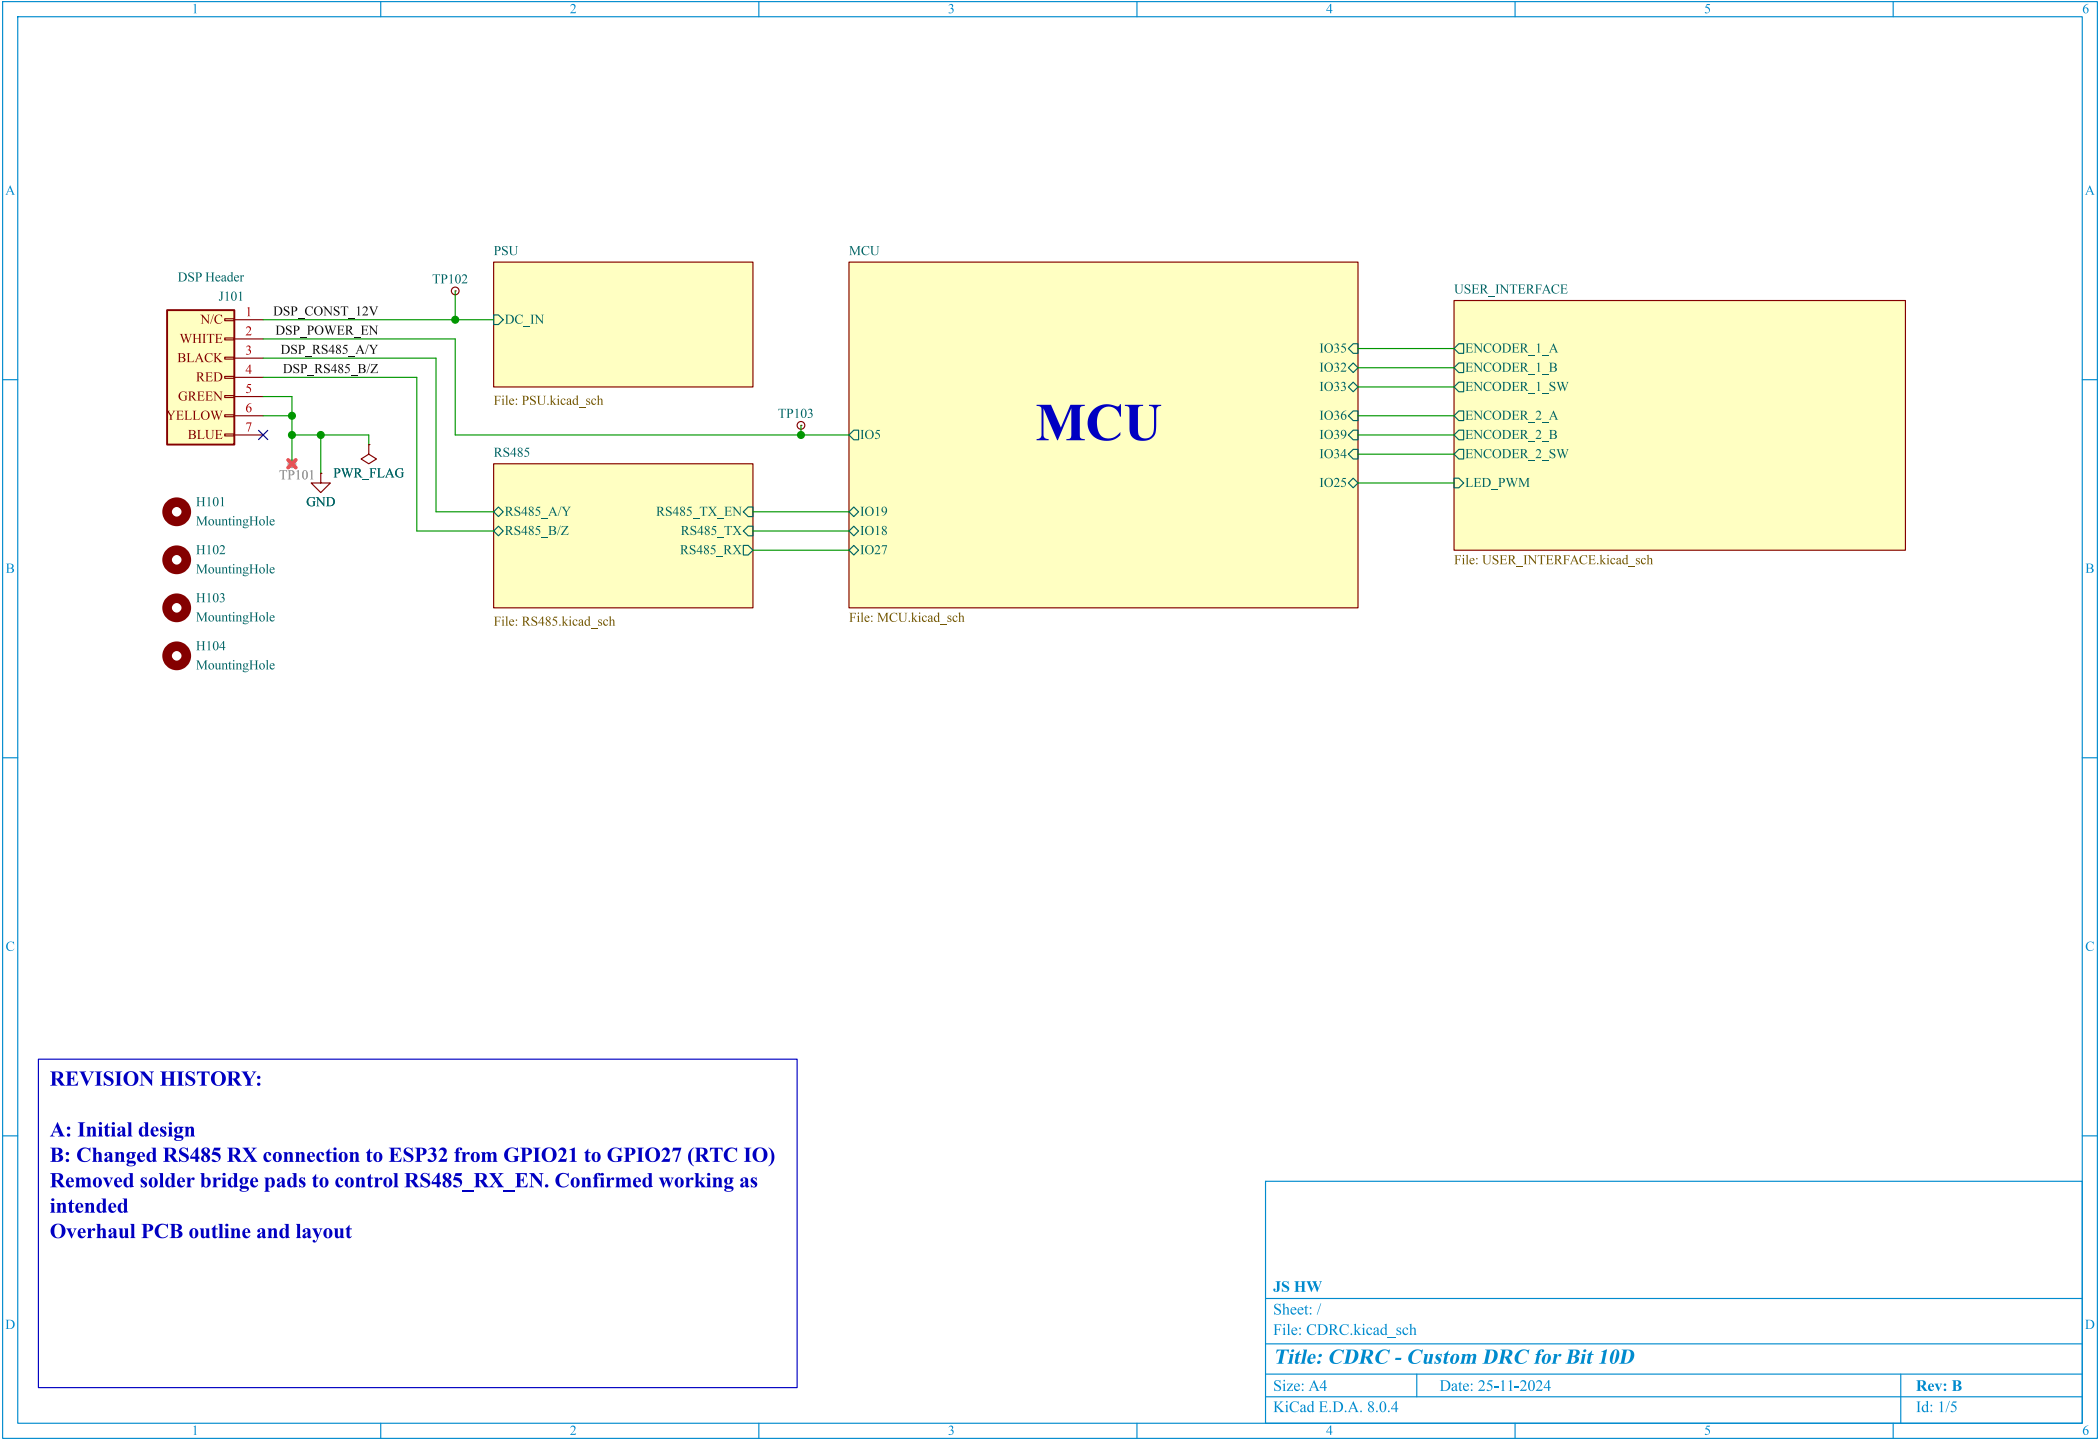 1 2 3 4 5 6
A A
B B
C C
D D
1 2 3 4 5 6
DSP Header
J101
N/C 1 DSP_CONST_12V
WHITE 2 DSP_POWER_EN
BLACK 3 DSP_RS485_A/Y
RED 4 DSP_RS485_B/Z
GREEN 5
YELLOW 6
BLUE 7
TP101
GND
PWR_FLAG
TP102
TP103
H101
MountingHole
H102
MountingHole
H103
MountingHole
H104
MountingHole
PSU
DC_IN
File: PSU.kicad_sch
RS485
RS485_A/Y RS485_TX_EN
RS485_B/Z RS485_TX
RS485_RX
File: RS485.kicad_sch
MCU
MCU
IO5
IO19
IO18
IO27
IO35
IO32
IO33
IO36
IO39
IO34
IO25
File: MCU.kicad_sch
USER_INTERFACE
ENCODER_1_A
ENCODER_1_B
ENCODER_1_SW
ENCODER_2_A
ENCODER_2_B
ENCODER_2_SW
LED_PWM
File: USER_INTERFACE.kicad_sch
REVISION HISTORY:
A: Initial design
B: Changed RS485 RX connection to ESP32 from GPIO21 to GPIO27 (RTC IO)
Removed solder bridge pads to control RS485_RX_EN. Confirmed working as
intended
Overhaul PCB outline and layout
JS HW
Sheet: /
File: CDRC.kicad_sch
Title: CDRC - Custom DRC for Bit 10D
Size: A4 Date: 25-11-2024 Rev: B
KiCad E.D.A. 8.0.4 Id: 1/5